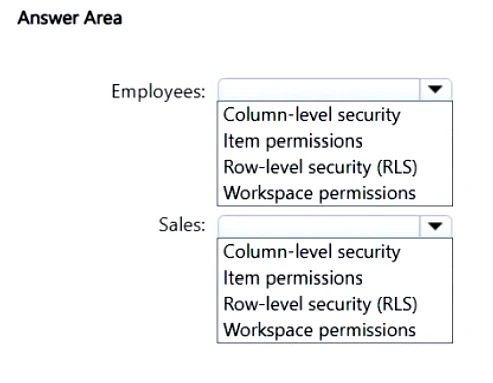 Answer Area
Employees:
Column-level security
Item permissions
Row-level security (RLS)
Workspace permissions
Sales:
Column-level security
Item permissions
Row-level security (RLS)
Workspace permissions